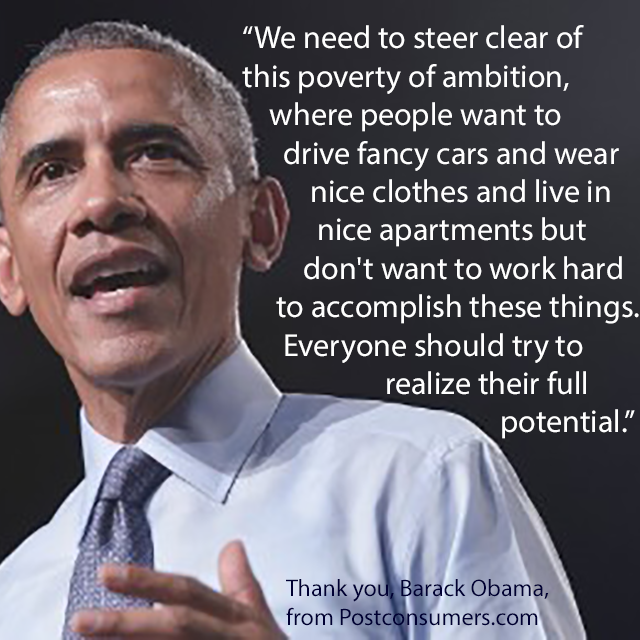 “We need to steer clear of
this poverty of ambition,
where people want to
drive fancy cars and wear
nice clothes and live in
nice apartments but
don't want to work hard
to accomplish these things.
Everyone should try to
realize their full
potential.”
Thank you, Barack Obama,
from Postconsumers.com